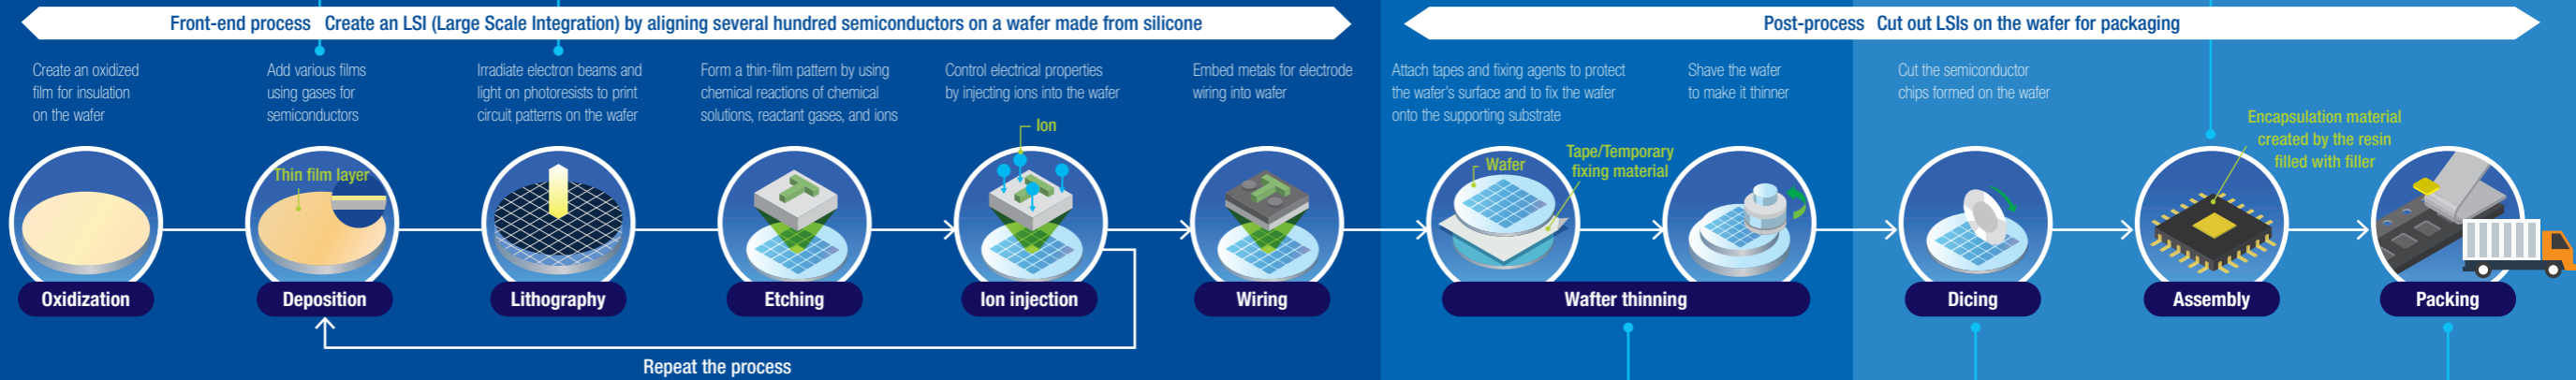 Front-end process Create an LSI (Large Scale Integration) by aligning several hundred semiconductors on a wafer made from silicone
Post-process Cut out LSIs on the wafer for packaging
Create an oxidized
film for insulation
on the wafer
Add various films
using gases for
semiconductors
Irradiate electron beams and
light on photoresists to print
circuit patterns on the wafer
Form a thin-film pattern by using
chemical reactions of chemical
solutions, reactant gases, and ions
Control electrical properties
by injecting ions into the wafer
Embed metals for electrode
wiring into wafer
Attach tapes and fixing agents to protect
the wafer's surface and to fix the wafer
onto the supporting substrate
Shave the wafer
to make it thinner
Cut the semiconductor
chips formed on the wafer
Thin film layer
Ion
Wafer
Tape/Temporary
fixing material
Encapsulation material
created by the resin
filled with filler
Oxidization
Deposition
Lithography
Etching
Ion injection
Wiring
Wafter thinning
Dicing
Assembly
Packing
Repeat the process